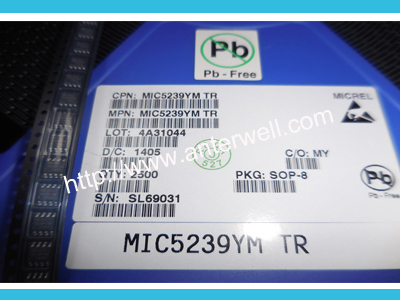 Pb
Pb - Free
CPN: MIC5239YM TR
MICREL
MPN: MIC5239YM TR
LOT: 4A31044
D/C: 1405
C/O: MY
QTY: 2500
PKG: SOP-8
Pb
S/N: SL69031
MIC5239YM TR
http://www.anterwell.com